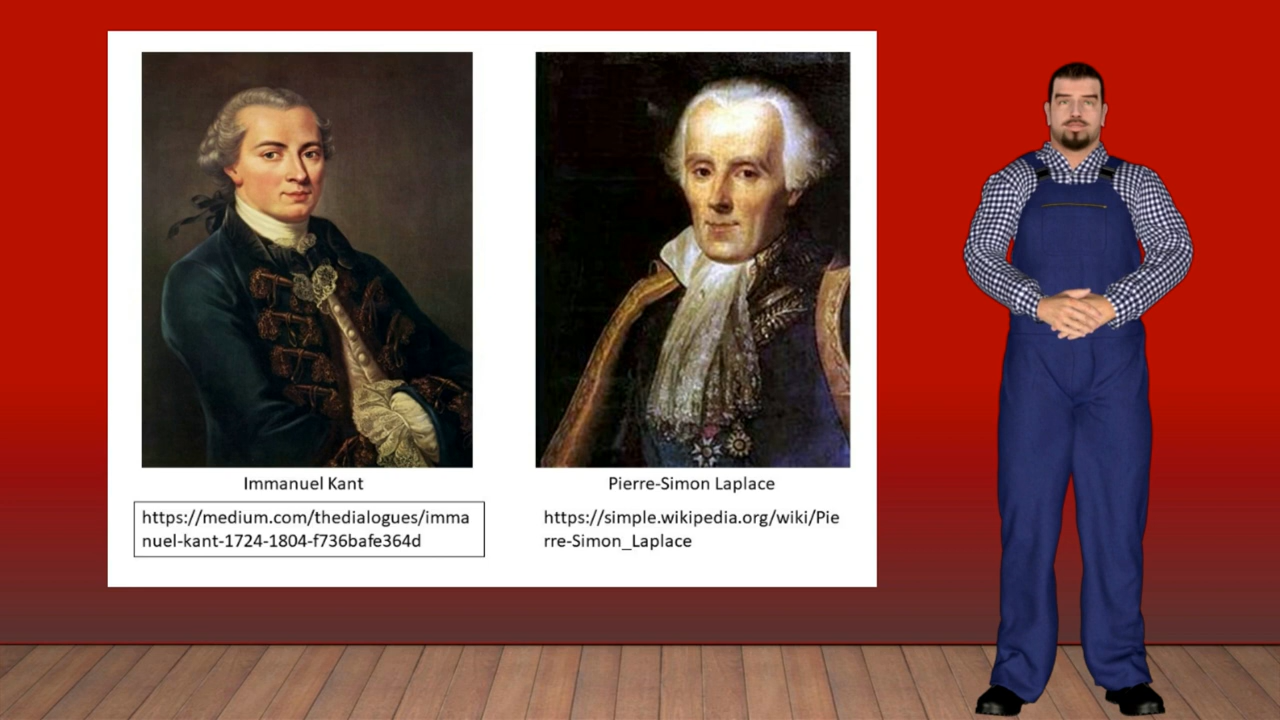 Immanuel Kant
https://medium.com/thedialogues/imma
nuel-kant-1724-1804-f736bafe364d
Pierre-Simon Laplace
https://simple.wikipedia.org/wiki/Pie
rre-Simon_Laplace